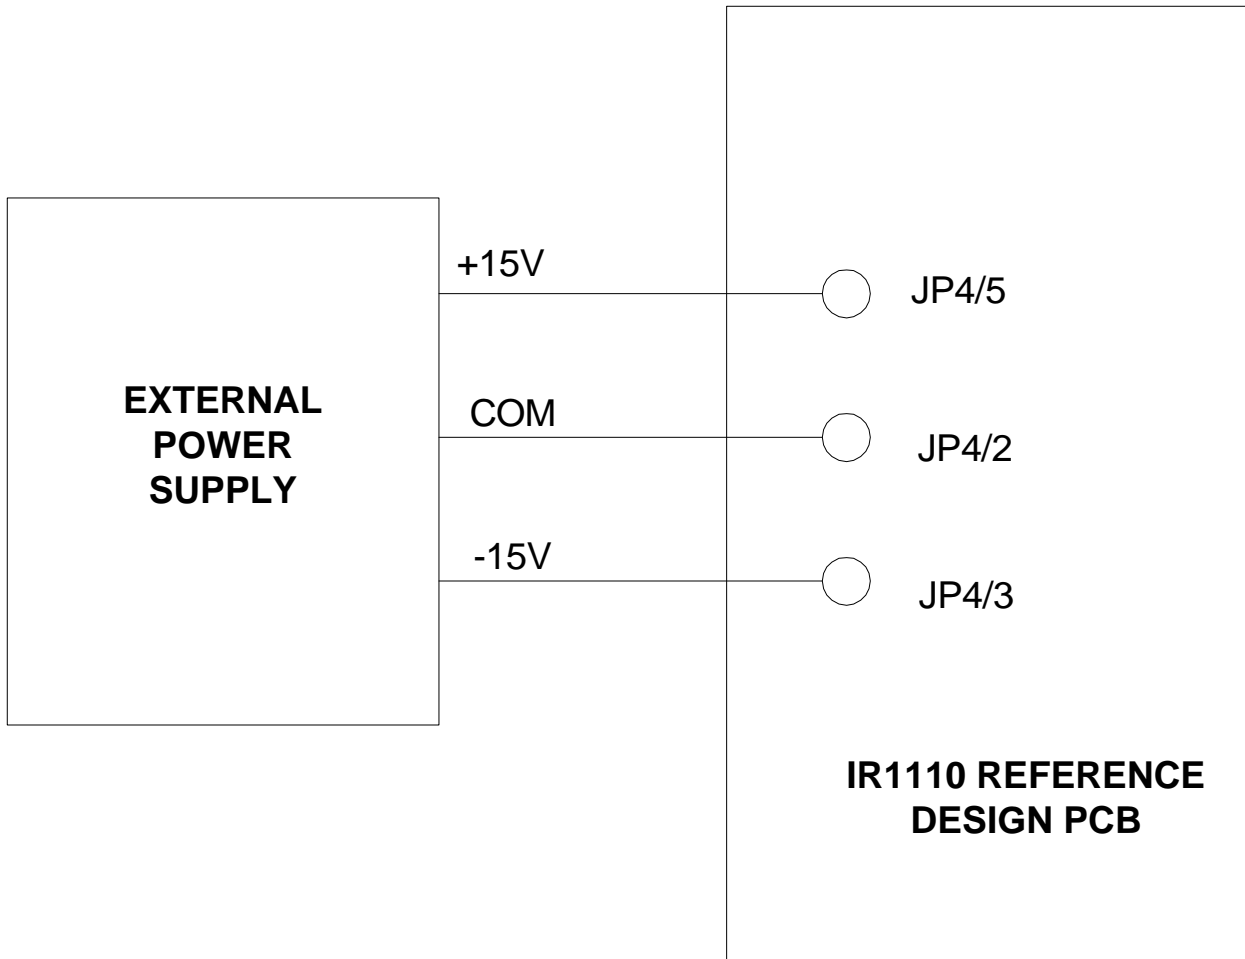 +15V
JP4/5
EXTERNAL
POWER
SUPPLY
COM
JP4/2
-15V
JP4/3
IR1110 REFERENCE
DESIGN PCB